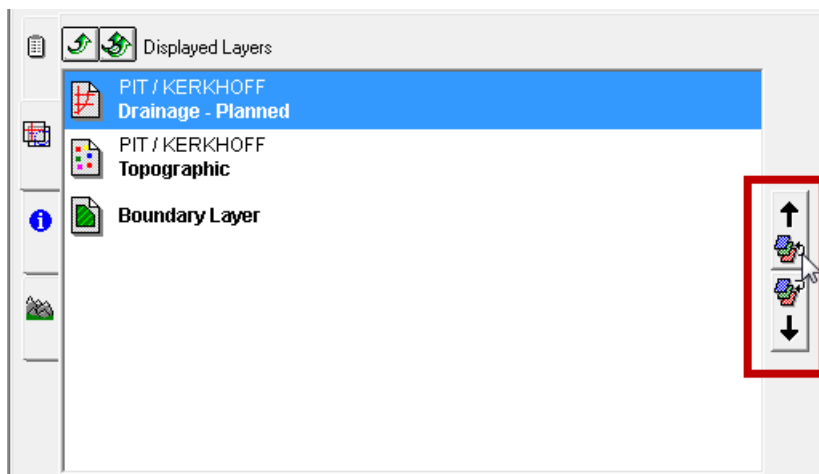 Displayed Layers
PIT / KERKHOFF
Drainage - Planned
PIT / KERKHOFF
Topographic
Boundary Layer